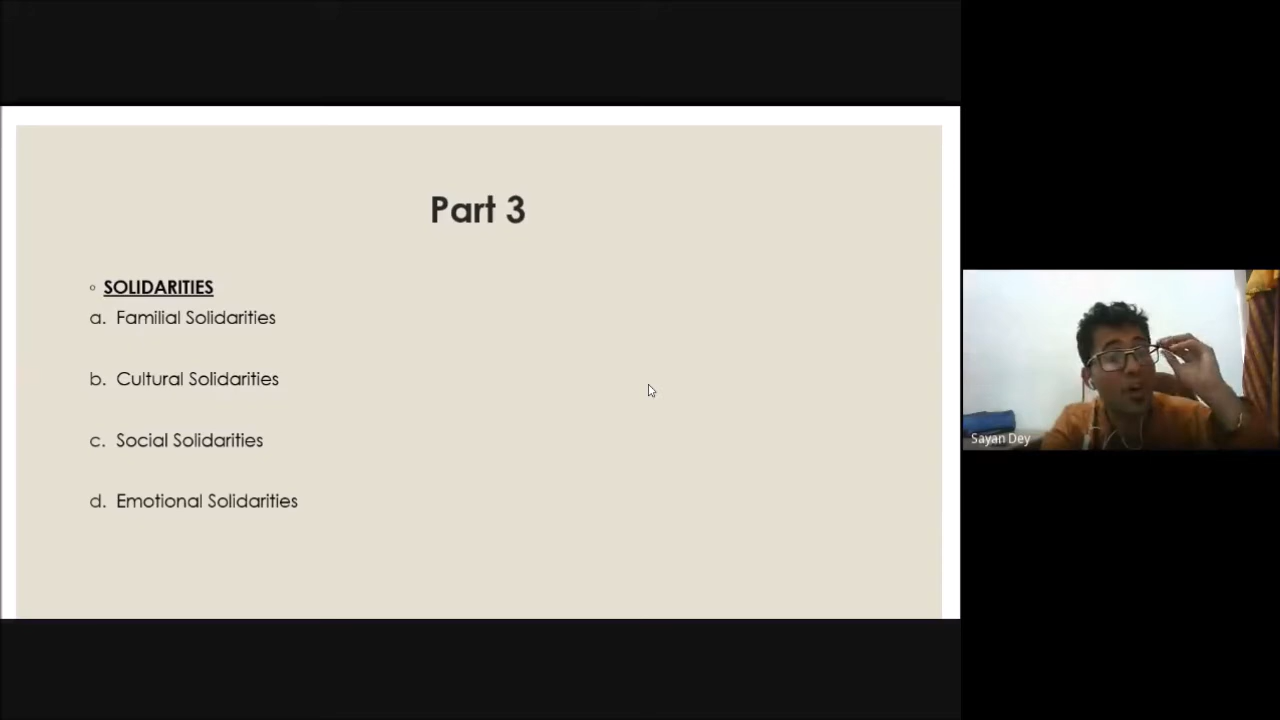 Part 3
◦ SOLIDARITIES
a. Familial Solidarities
b. Cultural Solidarities
c. Social Solidarities
d. Emotional Solidarities
Sayan Dey